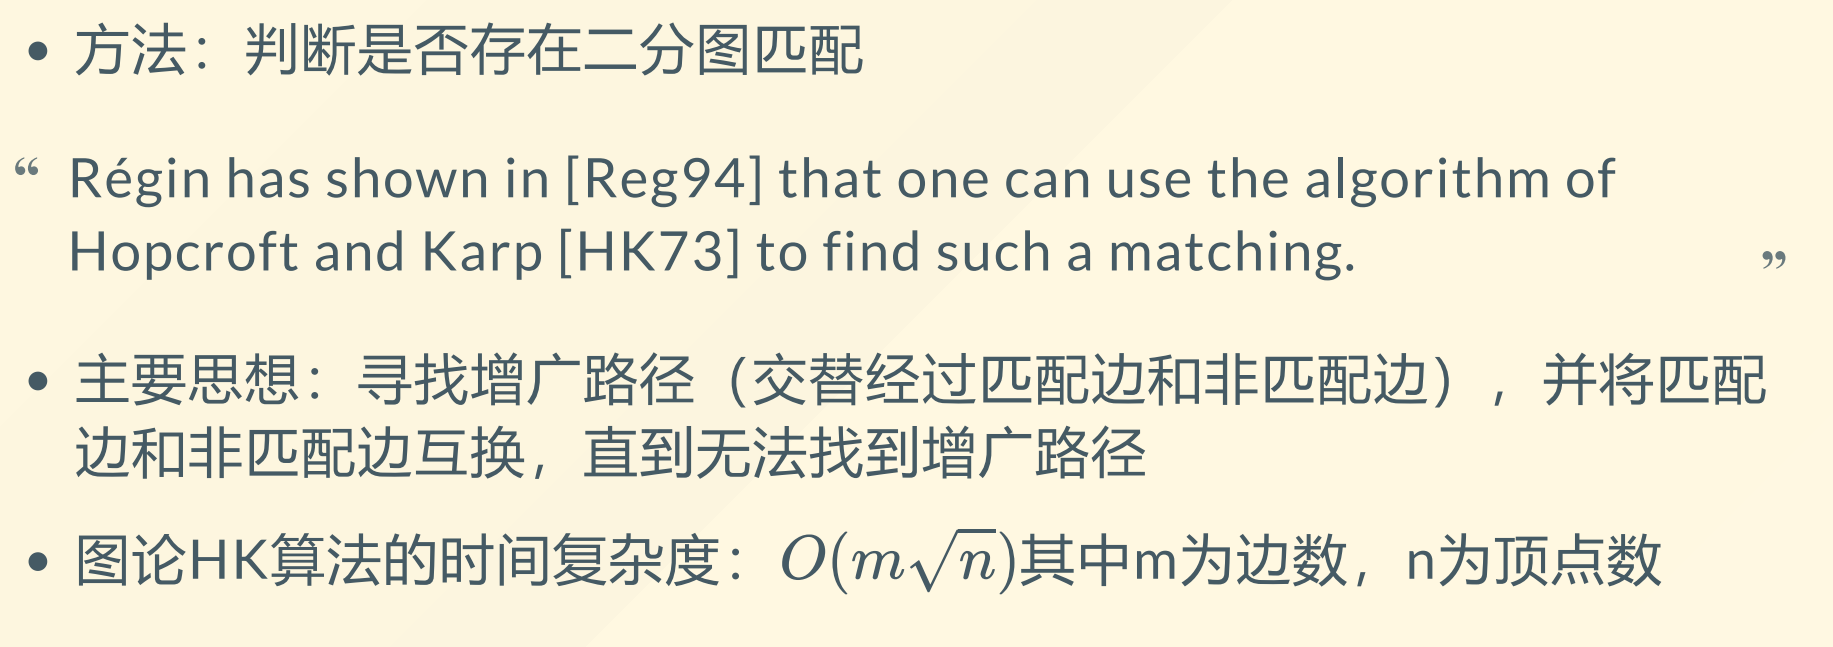 • 方法：判断是否存在二分图匹配
“ Régin has shown in [Reg94] that one can use the algorithm of
Hopcroft and Karp [HK73] to find such a matching. ”
• 主要思想：寻找增广路径（交替经过匹配边和非匹配边），并将匹配
边和非匹配边互换，直到无法找到增广路径
• 图论HK算法的时间复杂度：O(m√n)其中m为边数，n为顶点数